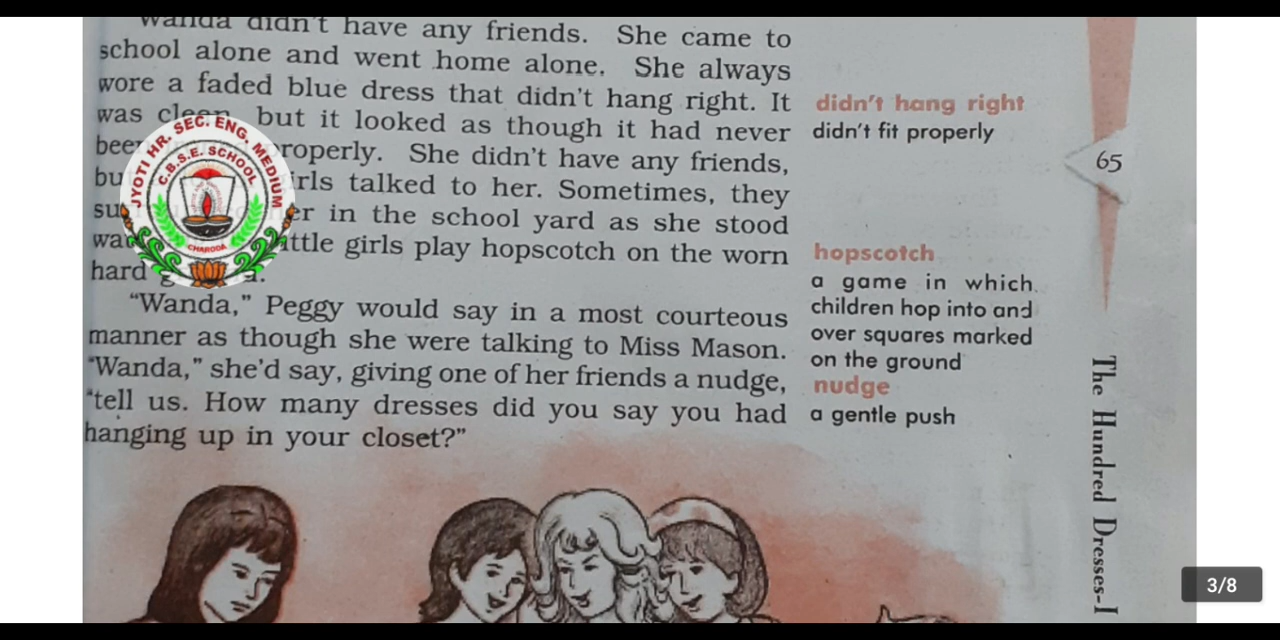 Wanda didn't have any friends. She came to
school alone and went home alone. She always
wore a faded blue dress that didn't hang right. It
was clean, but it looked as though it had never
properly. She didn't have any friends,
talked to her. Sometimes, they
in the school yard as she stood
little girls play hopscotch on the worn
hard
"Wanda," Peggy would say in a most courteous
manner as though she were talking to Miss Mason.
"Wanda," she'd say, giving one of her friends a nudge,
"tell us. How many dresses did you say you had
hanging up in your closet?"
didn't hang right
didn't fit properly
hopscotch
a game in which
children hop into and
over squares marked
on the ground
nudge
a gentle push
65
The Hundred Dresses-I
JYOTI HR. SEC. ENG. MEDIUM
C.B.S.E. SCHOOL
CHARODA
3/8